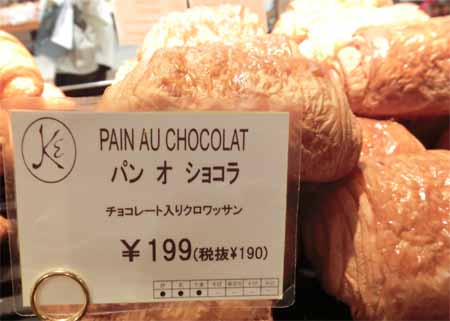 PAIN AU CHOCOLAT
パン オ ショコラ
チョコレート入りクロワッサン
￥199(税抜¥190)